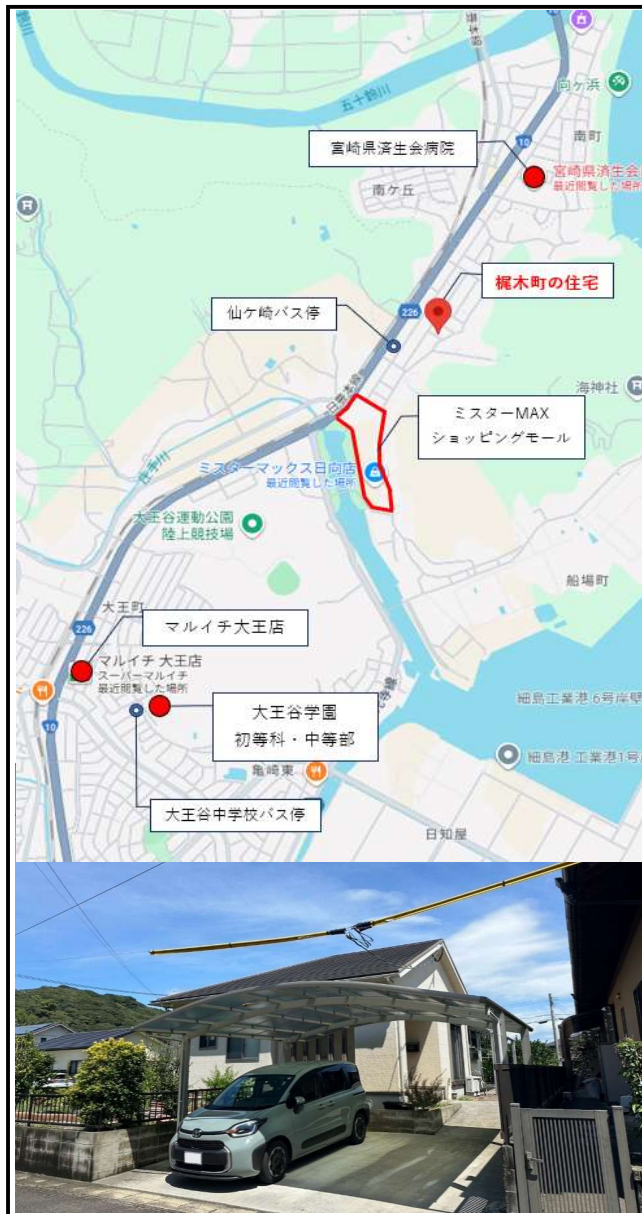 五十鈴川
向ケ浜
10
南町
宮崎県済生会病院
宮崎県済生会
最近閲覧した場所
南ケ丘
梶木町の住宅
226
仙ケ崎バス停
海神社
日豊本線
ミスターMAX
ショッピングモール
ミスターマックス日向店
最近閲覧した場所
大王谷運動公園
陸上競技場
船場町
大王町
226
マルイチ大王店
マルイチ 大王店
スーパーマルイチ
最近閲覧した場所
大王谷学園
初等科・中等部
細島工業港 6号岸壁
10
細島港 工業港1号
亀崎東
大王谷中学校バス停
日知屋